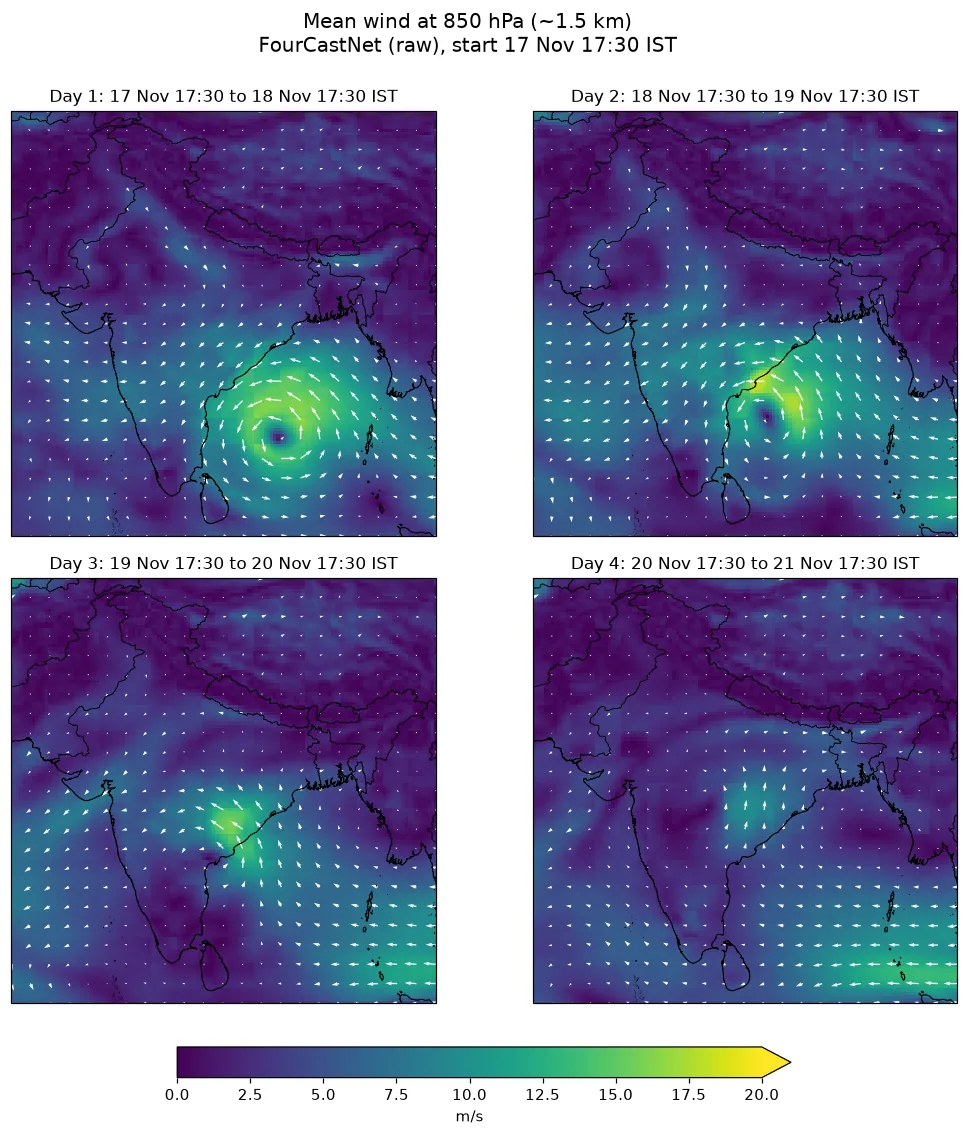 Mean wind at 850 hPa (~1.5 km)
FourCastNet (raw), start 17 Nov 17:30 IST
Day 1: 17 Nov 17:30 to 18 Nov 17:30 IST
Day 2: 18 Nov 17:30 to 19 Nov 17:30 IST
Day 3: 19 Nov 17:30 to 20 Nov 17:30 IST
Day 4: 20 Nov 17:30 to 21 Nov 17:30 IST
0.0 2.5 5.0 7.5 10.0 12.5 15.0 17.5 20.0
m/s